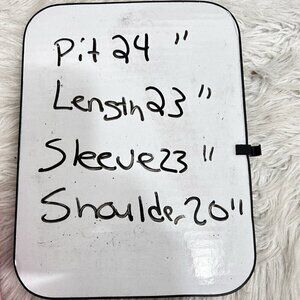 Pit 24 "
Length 23 "
Sleeve 23 "
Shoulder 20"